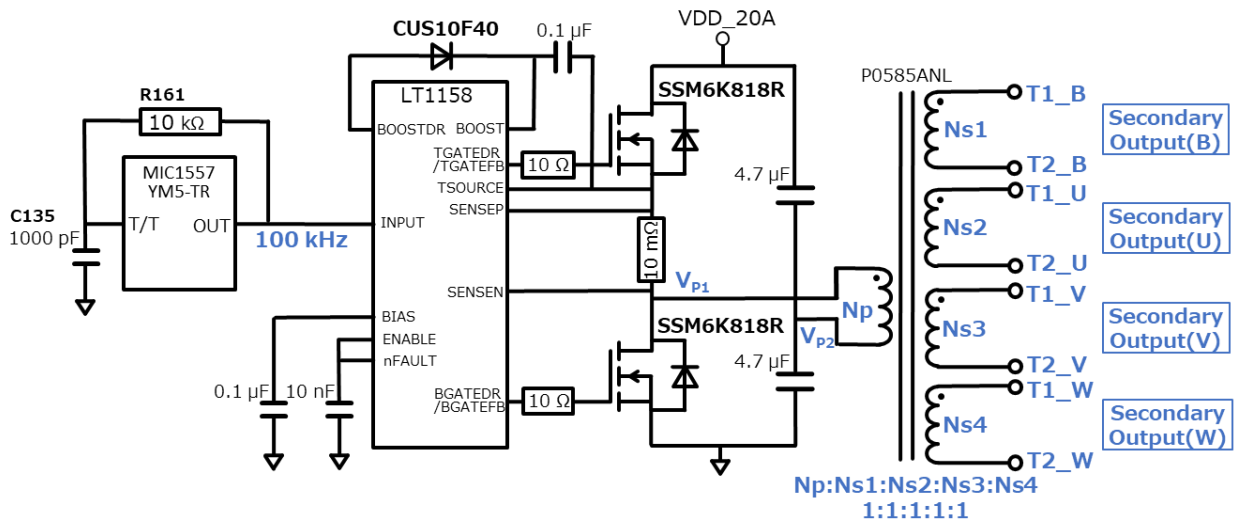 VDD_20A
CUS10F40
0.1 µF
P0585ANL
SSM6K818R
LT1158
R161
10 kΩ
BOOSTDR
BOOST
T1_B
Ns1
Secondary
Output(B)
MIC1557
YM5-TR
TGATEDR
/TGATEFB
10 Ω
T2_B
4.7 µF
TSOURCE
T1_U
C135
1000 pF
T/T
OUT
100 kHz
INPUT
SENSEP
10 mΩ
Ns2
Secondary
Output(U)
T2_U
SENSEN
VP1
T1_V
Np
Ns3
Secondary
Output(V)
BIAS
SSM6K818R
VP2
ENABLE
nFAULT
4.7 µF
T2_V
0.1 µF
10 nF
BGATEDR
/BGATEFB
10 Ω
T1_W
Ns4
Secondary
Output(W)
T2_W
Np:Ns1:Ns2:Ns3:Ns4
1:1:1:1:1